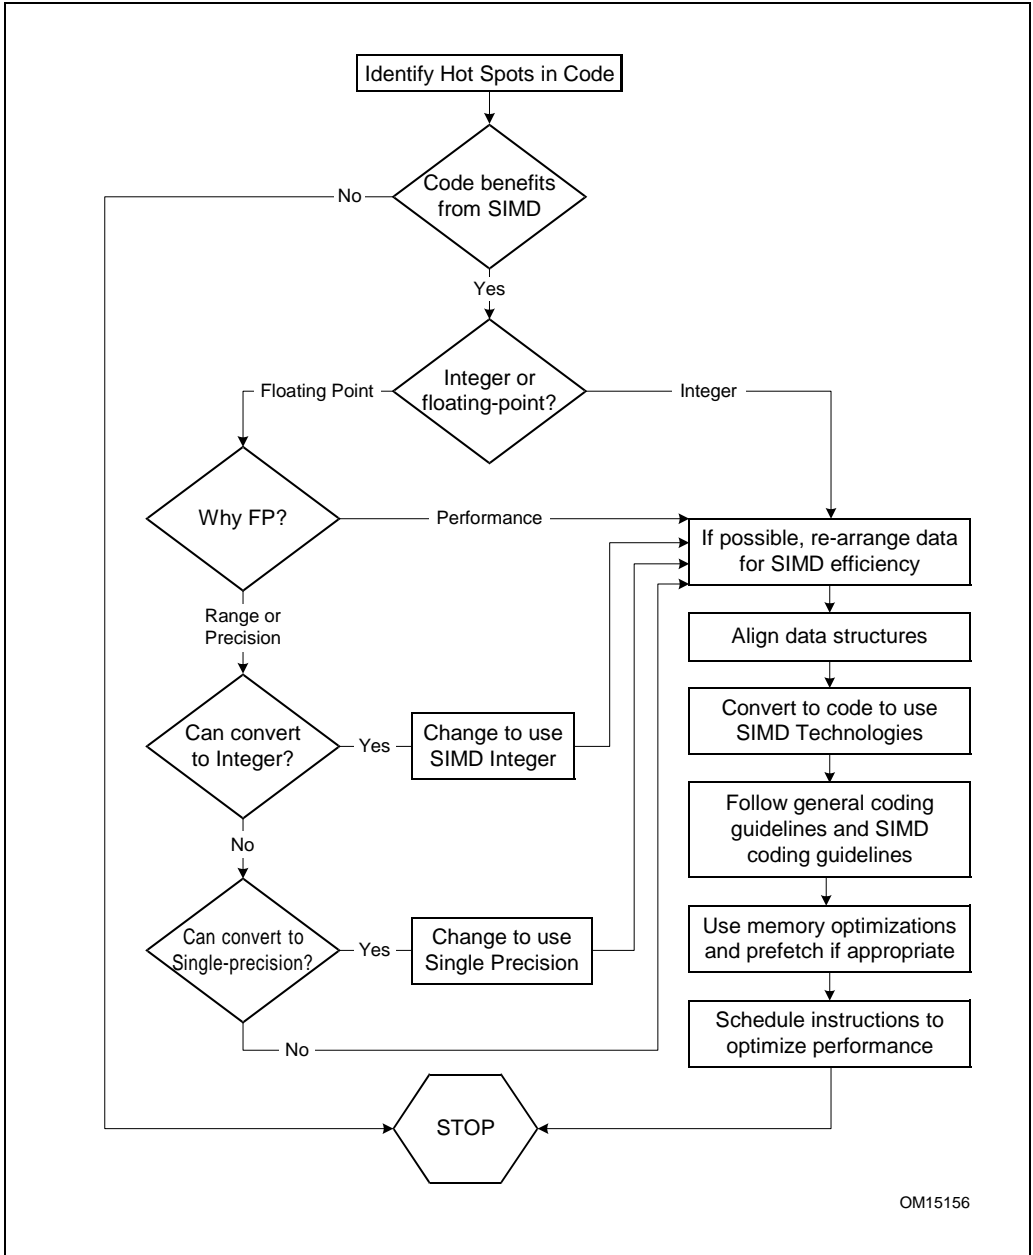 Identify Hot Spots in Code
Code benefits
from SIMD
No
Yes
Integer or
floating-point?
Floating Point
Integer
Why FP?
Performance
If possible, re-arrange data
for SIMD efficiency
Range or
Precision
Align data structures
Can convert
to Integer?
Yes
Change to use
SIMD Integer
Convert to code to use
SIMD Technologies
No
Follow general coding
guidelines and SIMD
coding guidelines
Can convert to
Single-precision?
Yes
Change to use
Single Precision
Use memory optimizations
and prefetch if appropriate
No
Schedule instructions to
optimize performance
STOP
OM15156